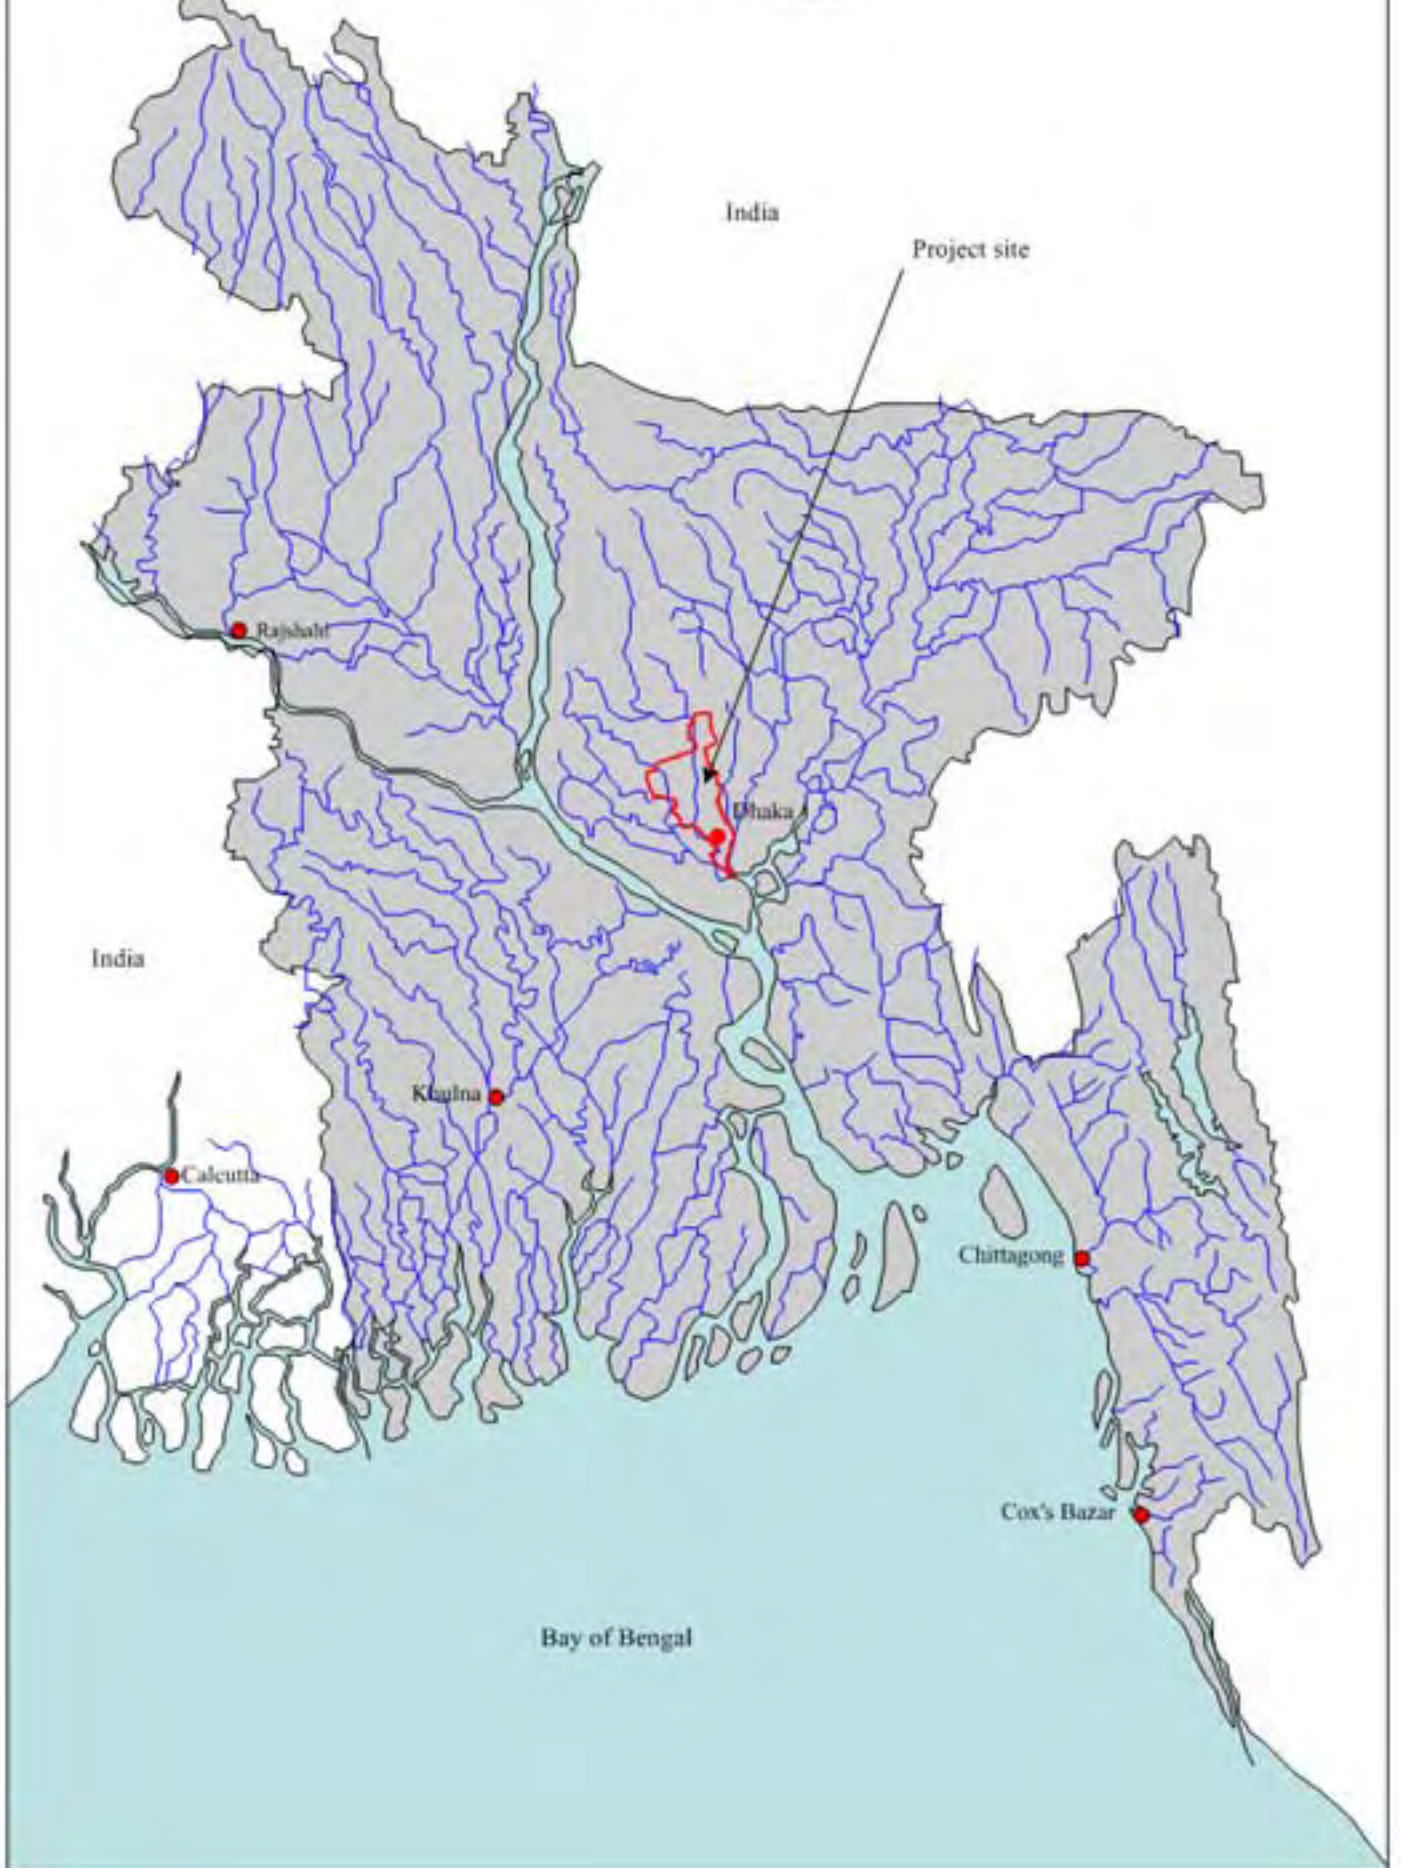 India
Project site
Rajshahi
Dhaka
India
Khulna
Calcutta
Chittagong
Cox's Bazar
Bay of Bengal